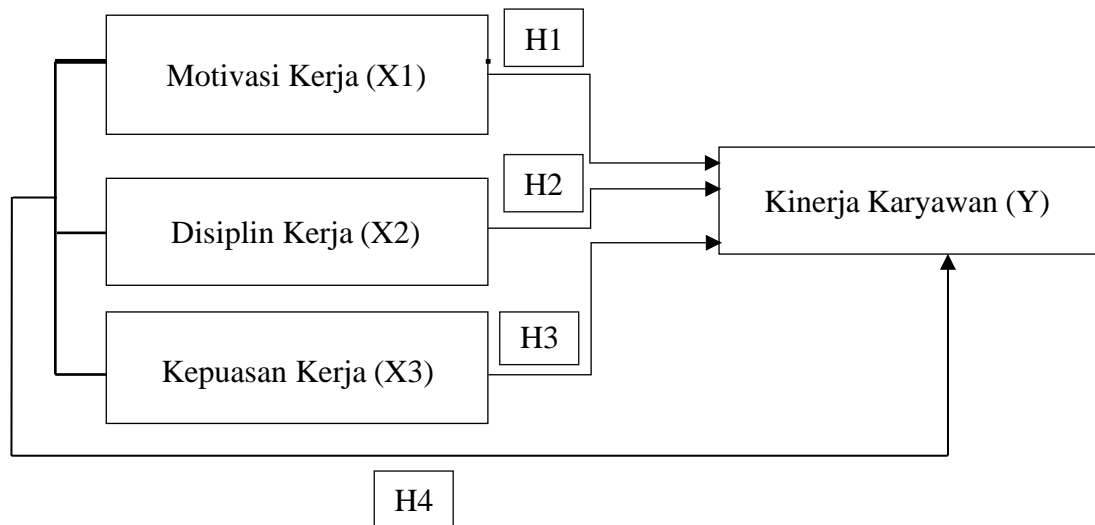 H1
Motivasi Kerja (X1)
H2
Disiplin Kerja (X2)
Kinerja Karyawan (Y)
H3
Kepuasan Kerja (X3)
H4